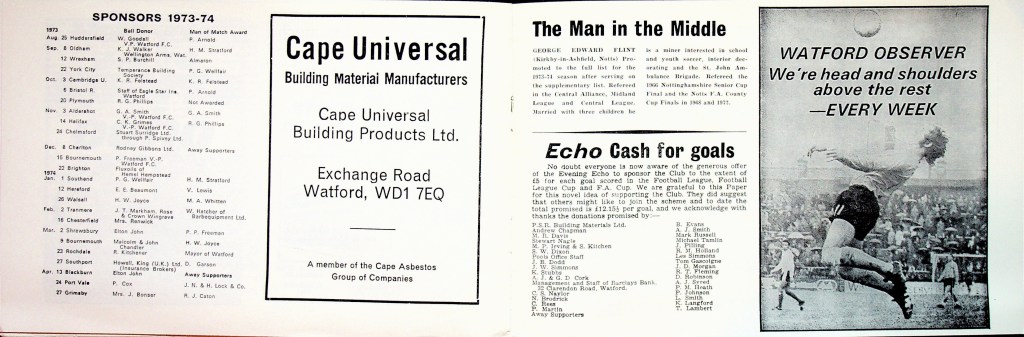 SPONSORS 1973-74
1973 Ball Donor Man of Match Award
Aug. 25 Huddersfield W. Goodall P. Arnold
V.-P. Watford F.C.
Sep. 8 Oldham K. J. Walker H. M. Stratford
Wellington Arms, Wat.
12 Wrexham S. P. Burchill Almaron
22 York City Temperance Building P. G. Wellfair
Society
Oct. 3 Cambridge U. K. R. Felstead K. R. Felstead
6 Bristol R. Staff of Eagle Star Ins. P. Arnold
Watford
20 Plymouth R. G. Phillips Not Awarded
Nov. 3 Aldershot G. A. Smith G. A. Smith
V.-P. Watford F.C.
14 Halifax C. K. Grimes R. G. Phillips
V.-P. Watford F.C.
24 Chelmsford Stuart Surridge Ltd.
through P. Spivey Ltd.
Dec. 8 Charlton Rodney Gibbons Ltd. Away Supporters
15 Bournemouth P. Freeman V.-P.
Watford F.C.
22 Brighton Fluxoils of
1974 Hemel Hempstead
Jan. 1 Southend P. G. Wellfair H. M. Stratford
12 Hereford E. E. Beaumont V. Lewis
26 Walsall H. W. Joyce M. A. Whitten
Feb. 2 Tranmere J. T. Markham, Rose W. Hatcher of
and Crown Wingrave Barbequipment Ltd.
16 Chesterfield Mrs. Renwick
Mar. 2 Shrewsbury Elton John P. P. Freeman
9 Bournemouth Malcolm & John H. W. Joyce
Chandler
23 Rochdale R. Kitchener Mayor of Watford
27 Southport Howell, King (U.K.) Ltd. D. Garson
(Insurance Brokers)
Apr. 13 Blackburn Elton John Away Supporters
24 Port Vale P. Cox J. N. & H. Lock & Co.
27 Grimsby Mrs. J. Bonser R. J. Caton
Cape Universal
Building Material Manufacturers
Cape Universal
Building Products Ltd.
Exchange Road
Watford, WD1 7EQ
A member of the Cape Asbestos
Group of Companies
The Man in the Middle
GEORGE EDWARD FLINT
(Kirkby-in-Ashfield, Notts) Pro-
moted to the full list for the
1973-74 season after serving on
the supplementary list. Refereed
in the Central Alliance, Midland
League and Central League.
Married with three children he
is a miner interested in school
and youth soccer, interior dec-
orating and the St. John Am-
bulance Brigade. Refereed the
1966 Nottinghamshire Senior Cup
Final and the Notts F.A. County
Cup Finals in 1968 and 1972.
Echo Cash for goals
No doubt everyone is now aware of the generous offer
of the Evening Echo to sponsor the Club to the extent of
£5 for each goal scored in the Football League, Football
League Cup and F.A. Cup. We are grateful to this Paper
for this novel idea of supporting the Club. They did suggest
that others might like to join the scheme and to date the
total promised is £12.15½ per goal, and we acknowledge with
thanks the donations promised by:—
P.S.R. Building Materials Ltd.
Andrew Chapman
M. R. Davis
Stewart Nagle
M. P. Irving & S. Kitchen
S. W. Dixon
Pools Office Staff
J. B. Dodd
J. W. Simmons
K. Stubbs
A. J. & G. D. Cork
Management and Staff of Barclays Bank,
32 Clarendon Road, Watford.
C. S. Naylor
N. Brodrick
C. Rees
P. Martin
Away Supporters
R. Evans
A. J. Smith
Mark Russell
Michael Tamlin
J. Pilling
R. M. Holland
Les Simmons
Tom Gascoigne
J. D. Morgan
R. T. Fleming
D. Robinson
A. J. Syred
P. M. Heath
P. Johnson
L. Smith
K. Langford
T. Lambert
WATFORD OBSERVER
We're head and shoulders
above the rest
—EVERY WEEK